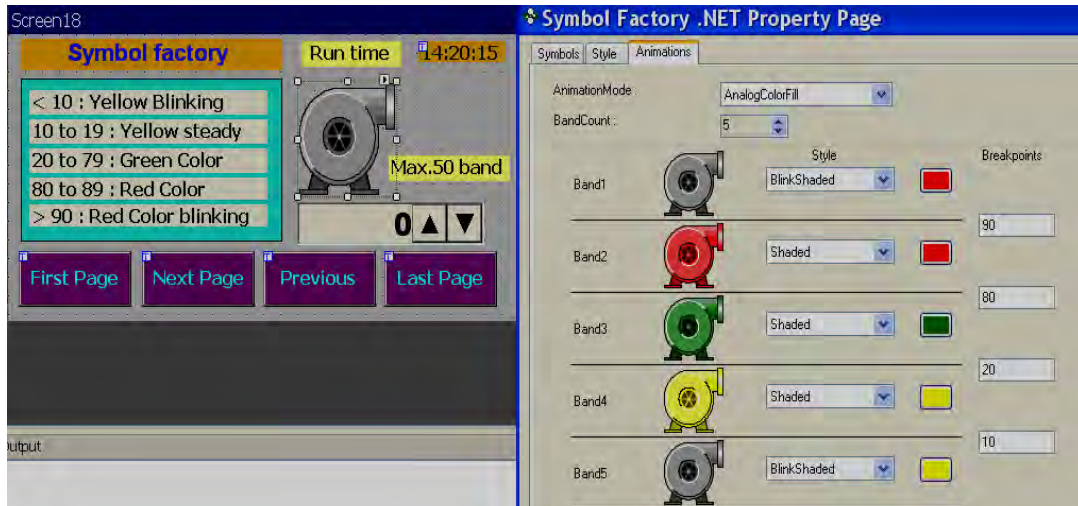 Screen18
Symbol factory
Run time
14:20:15
< 10 : Yellow Blinking
10 to 19 : Yellow steady
20 to 79 : Green Color
80 to 89 : Red Color
> 90 : Red Color blinking
Max.50 band
0
First Page
Next Page
Previous
Last Page
Symbol Factory .NET Property Page
Symbols
Style
Animations
AnimationMode
AnalogColorFill
BandCount :
5
Style
Breakpoints
Band1
BlinkShaded
90
Band2
Shaded
80
Band3
Shaded
20
Band4
Shaded
10
Band5
BlinkShaded